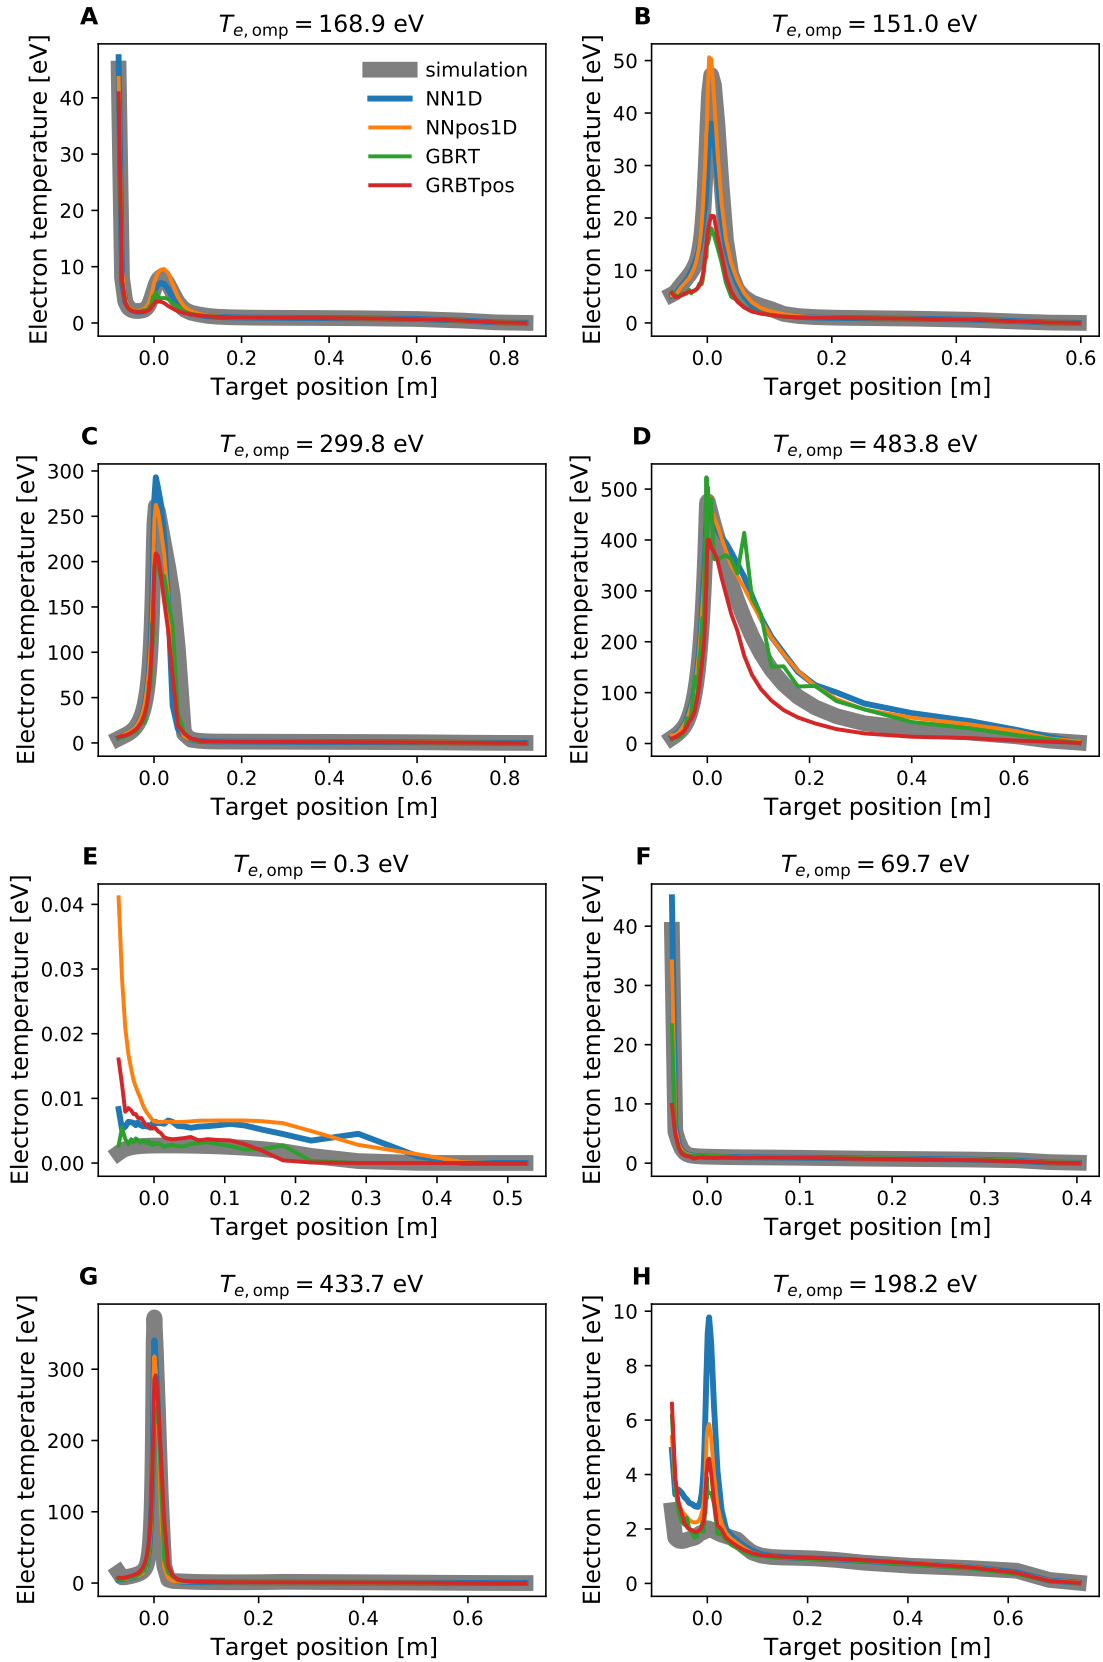 A
T_e, omp = 168.9 eV
Electron temperature [eV]
40
30
20
10
0
simulation
NN1D
NNpos1D
GBRT
GRBTpos
0.0 0.2 0.4 0.6 0.8
Target position [m]
B
T_e, omp = 151.0 eV
Electron temperature [eV]
50
40
30
20
10
0
0.0 0.2 0.4 0.6
Target position [m]
C
T_e, omp = 299.8 eV
Electron temperature [eV]
300
250
200
150
100
50
0
0.0 0.2 0.4 0.6 0.8
Target position [m]
D
T_e, omp = 483.8 eV
Electron temperature [eV]
500
400
300
200
100
0
0.0 0.2 0.4 0.6
Target position [m]
E
T_e, omp = 0.3 eV
Electron temperature [eV]
0.04
0.03
0.02
0.01
0.00
0.0 0.1 0.2 0.3 0.4 0.5
Target position [m]
F
T_e, omp = 69.7 eV
Electron temperature [eV]
40
30
20
10
0
0.0 0.1 0.2 0.3 0.4
Target position [m]
G
T_e, omp = 433.7 eV
Electron temperature [eV]
300
200
100
0
0.0 0.2 0.4 0.6
Target position [m]
H
T_e, omp = 198.2 eV
Electron temperature [eV]
10
8
6
4
2
0
0.0 0.2 0.4 0.6
Target position [m]